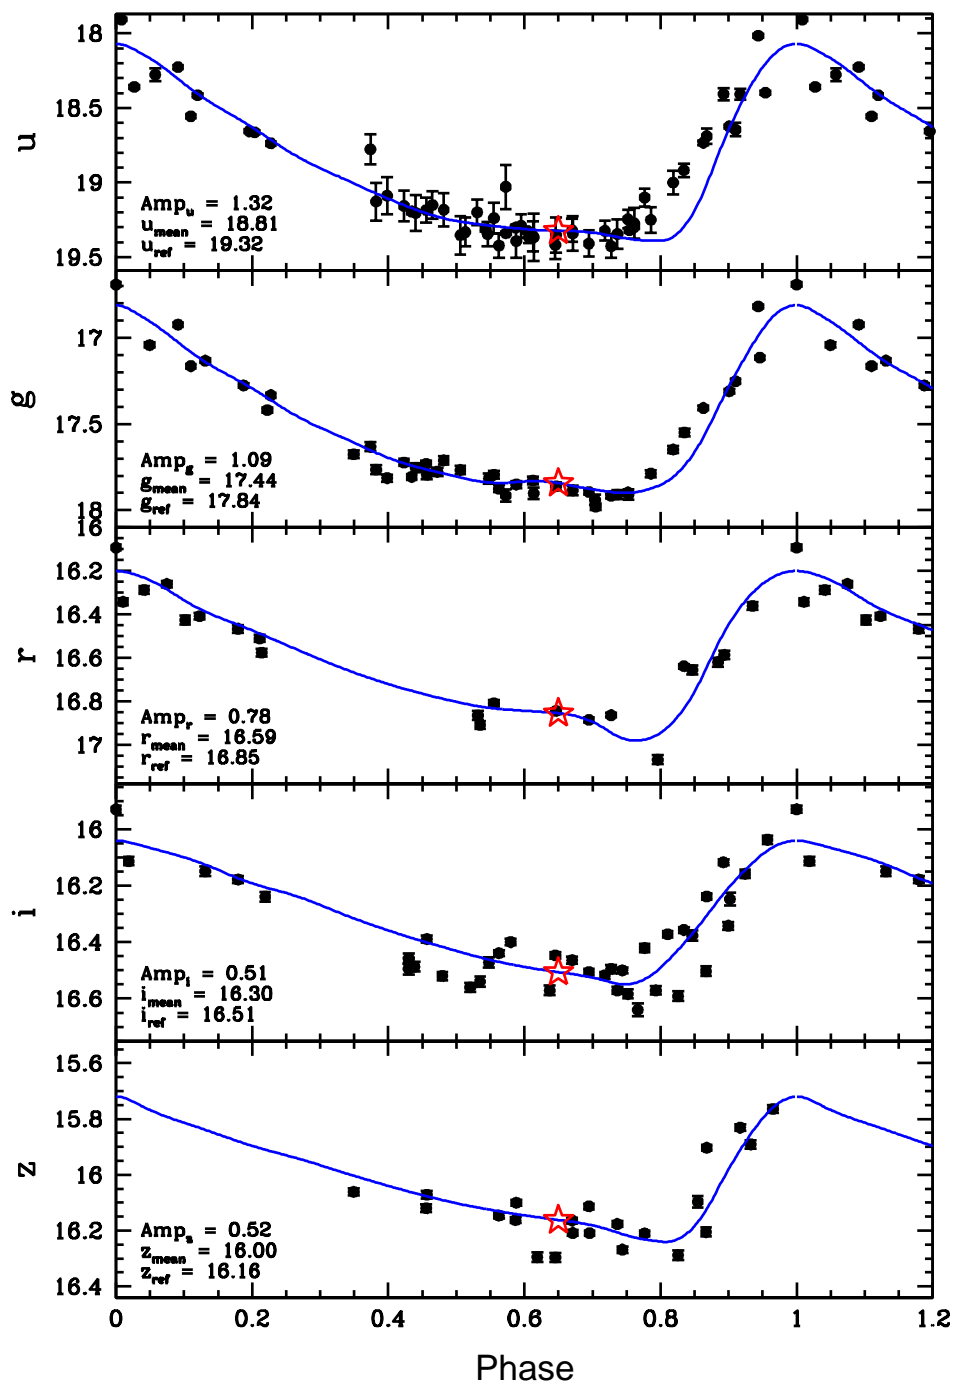 18
18.5
19
19.5
u
Amp_u = 1.32
u_mean = 18.81
u_ref = 19.32
17
17.5
18
g
Amp_g = 1.09
g_mean = 17.44
g_ref = 17.84
16
16.2
16.4
16.6
16.8
17
r
Amp_r = 0.78
r_mean = 16.59
r_ref = 16.85
16
16.2
16.4
16.6
i
Amp_i = 0.51
i_mean = 16.30
i_ref = 16.51
15.6
15.8
16
16.2
16.4
z
Amp_z = 0.52
z_mean = 16.00
z_ref = 16.16
0 0.2 0.4 0.6 0.8 1 1.2
Phase